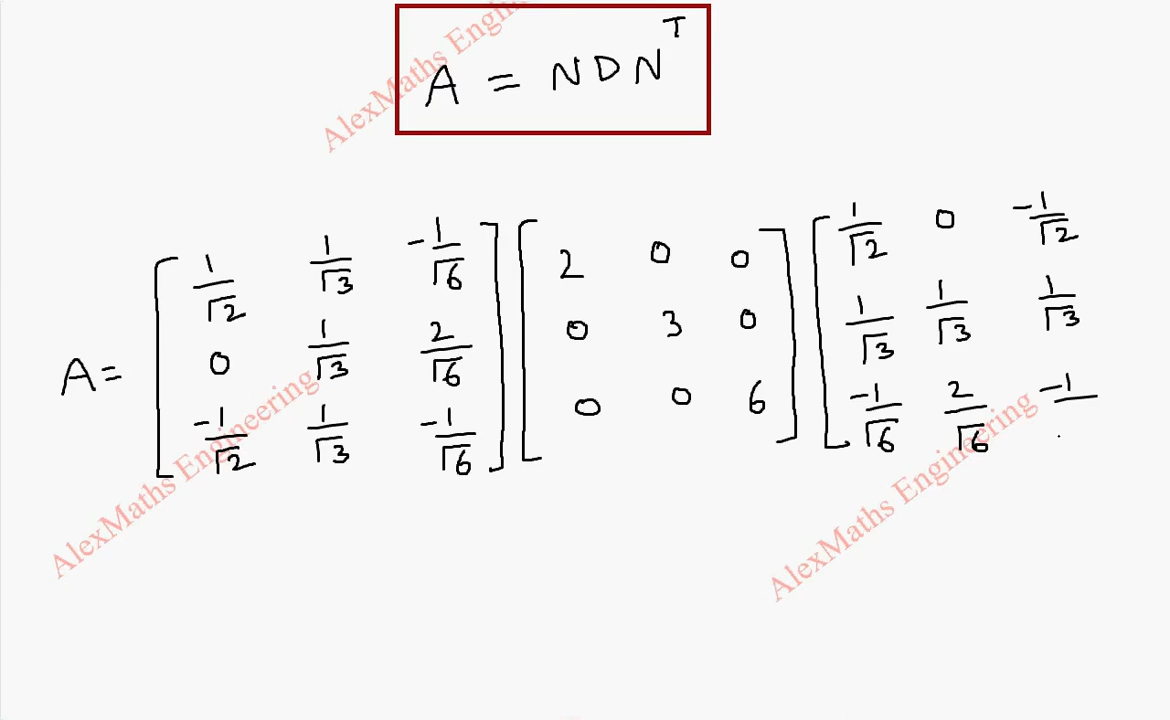 A = NDN^T
A = [1/√2 1/√3 -1/√6; 0 1/√3 2/√6; -1/√2 1/√3 -1/√6] [2 0 0; 0 3 0; 0 0 6] [1/√2 0 -1/√2; 1/√3 1/√3 1/√3; -1/√6 2/√6 -1/
AlexMaths Engineering
AlexMaths Engineering
AlexMaths Engineering